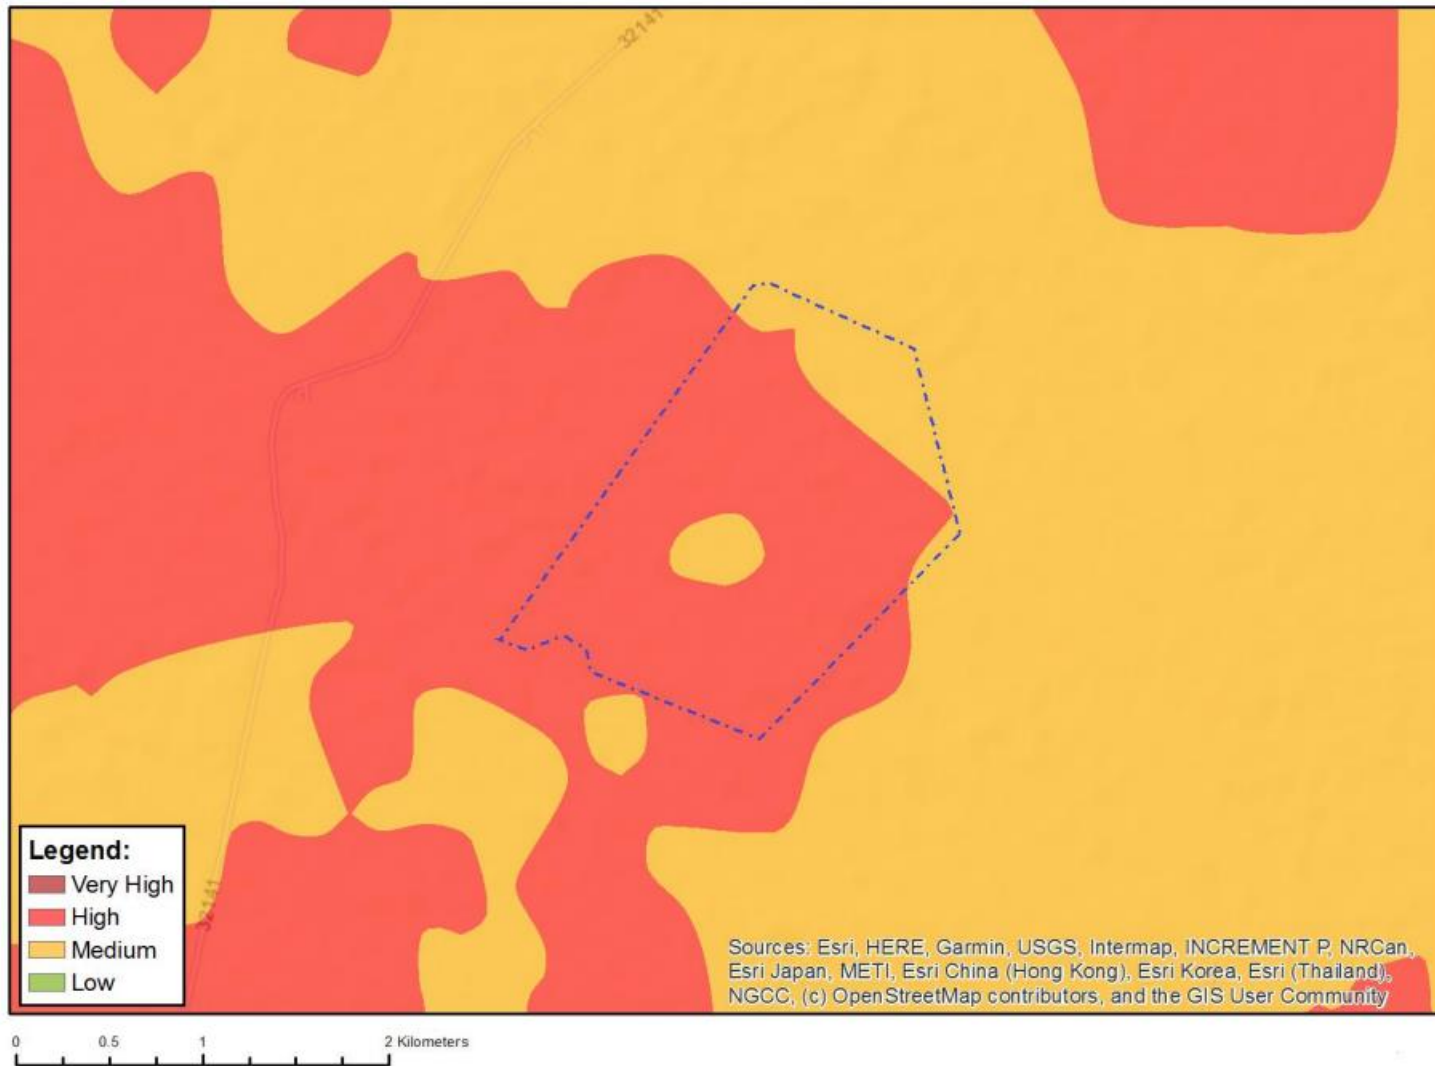 32141
Legend:
Very High
High
Medium
Low
32141
Sources: Esri, HERE, Garmin, USGS, Intermap, INCREMENT P, NRCan,
Esri Japan, METI, Esri China (Hong Kong), Esri Korea, Esri (Thailand),
NGCC, (c) OpenStreetMap contributors, and the GIS User Community
0 0.5 1 2 Kilometers